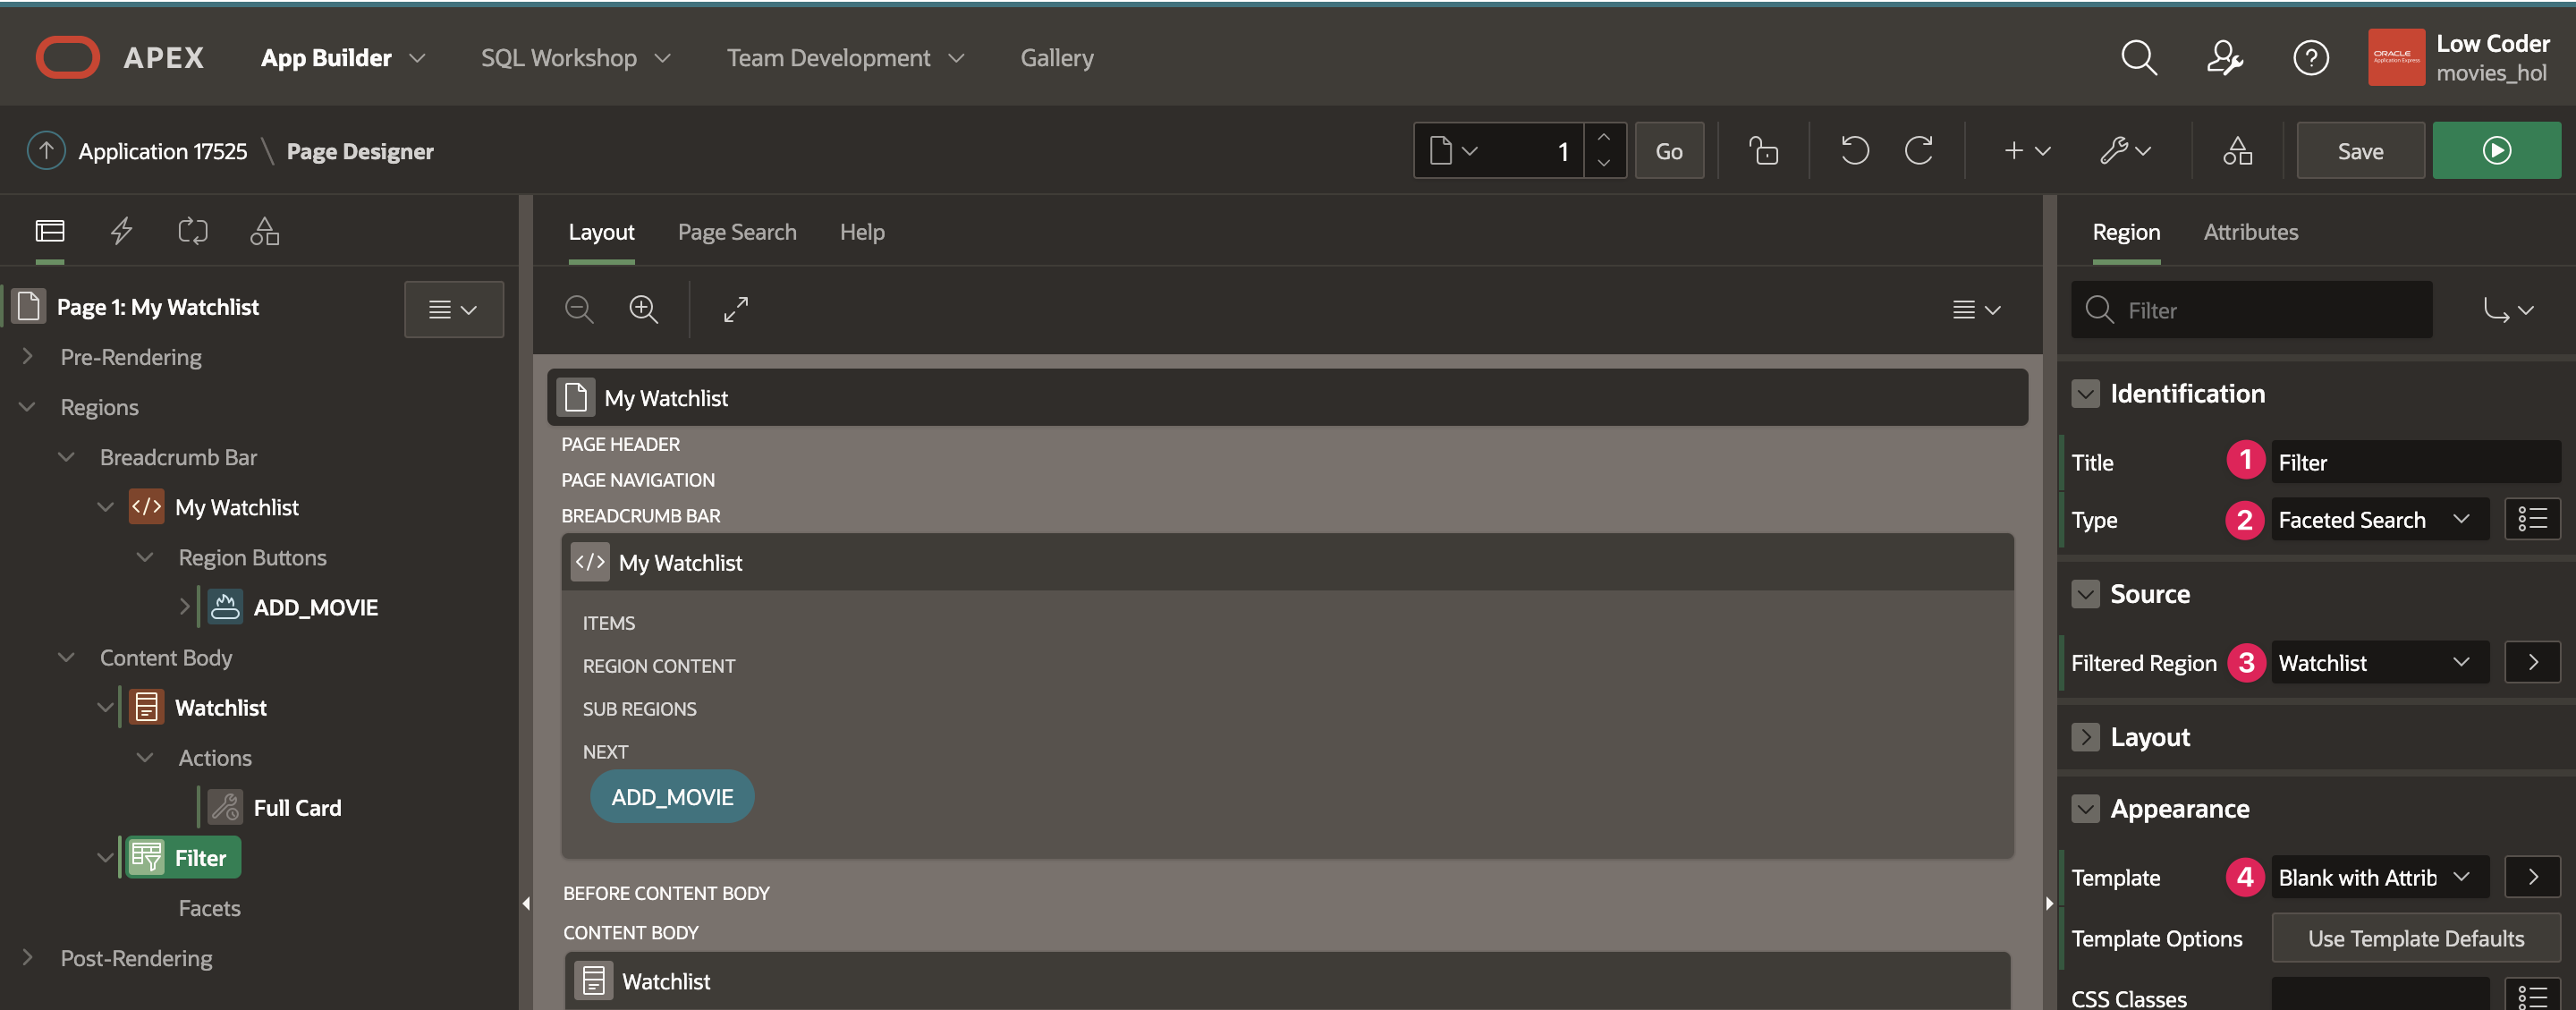 APEX App Builder SQL Workshop Team Development Gallery
ORACLE
Application Express
Low Coder
movies_hol
Application 17525 \ Page Designer
1 Go Save
Layout Page Search Help
Region Attributes
Page 1: My Watchlist
Pre-Rendering
Regions
Breadcrumb Bar
</> My Watchlist
Region Buttons
ADD_MOVIE
Content Body
Watchlist
Actions
Full Card
Filter
Facets
Post-Rendering
My Watchlist
PAGE HEADER
PAGE NAVIGATION
BREADCRUMB BAR
</> My Watchlist
ITEMS
REGION CONTENT
SUB REGIONS
NEXT
ADD_MOVIE
BEFORE CONTENT BODY
CONTENT BODY
Watchlist
Filter
Identification
Title 1 Filter
Type 2 Faceted Search
Source
Filtered Region 3 Watchlist
Layout
Appearance
Template 4 Blank with Attrib
Template Options Use Template Defaults
CSS Classes